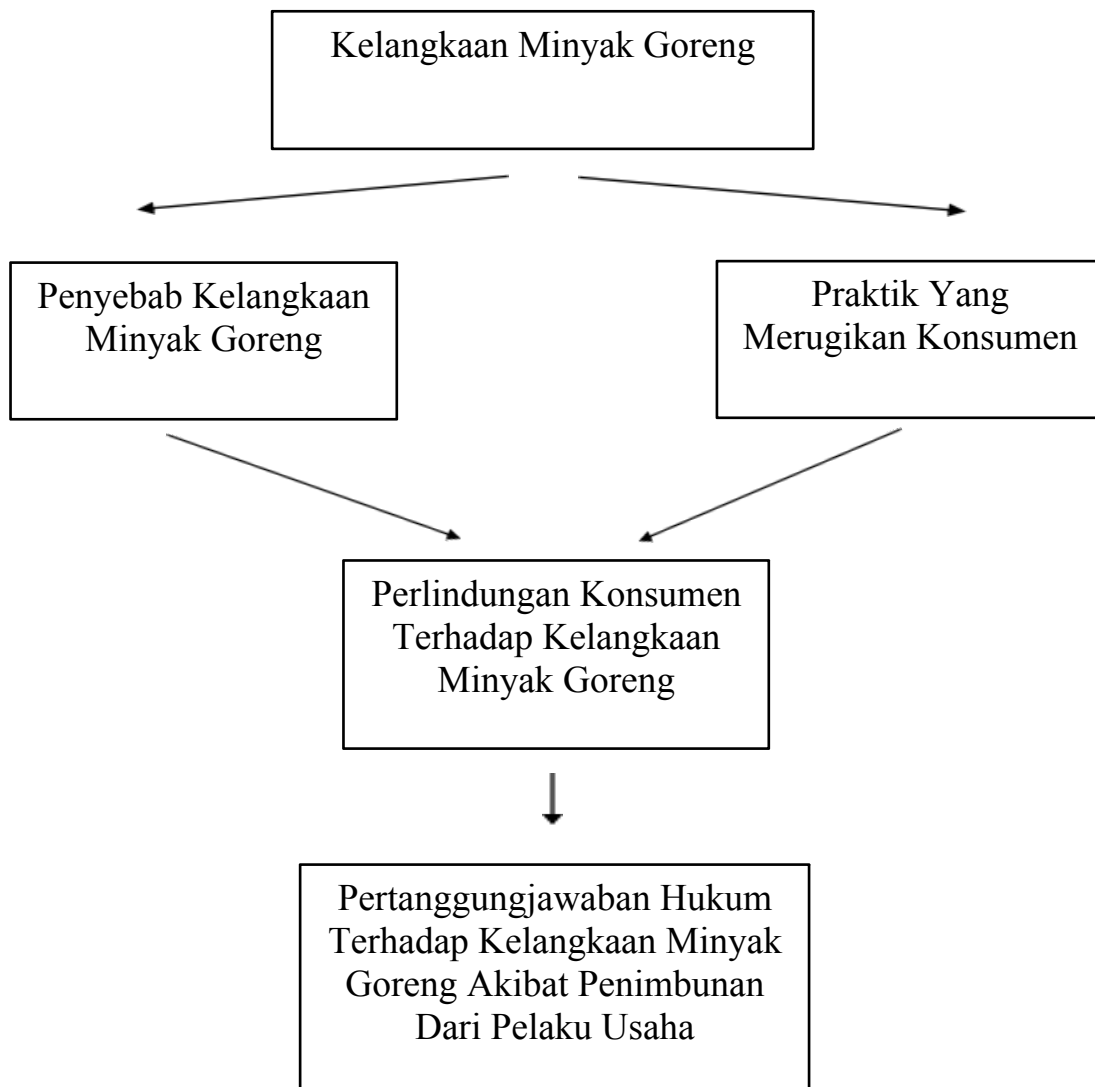 Kelangkaan Minyak Goreng
Penyebab Kelangkaan
Minyak Goreng
Praktik Yang
Merugikan Konsumen
Perlindungan Konsumen
Terhadap Kelangkaan
Minyak Goreng
Pertanggungjawaban Hukum
Terhadap Kelangkaan Minyak
Goreng Akibat Penimbunan
Dari Pelaku Usaha